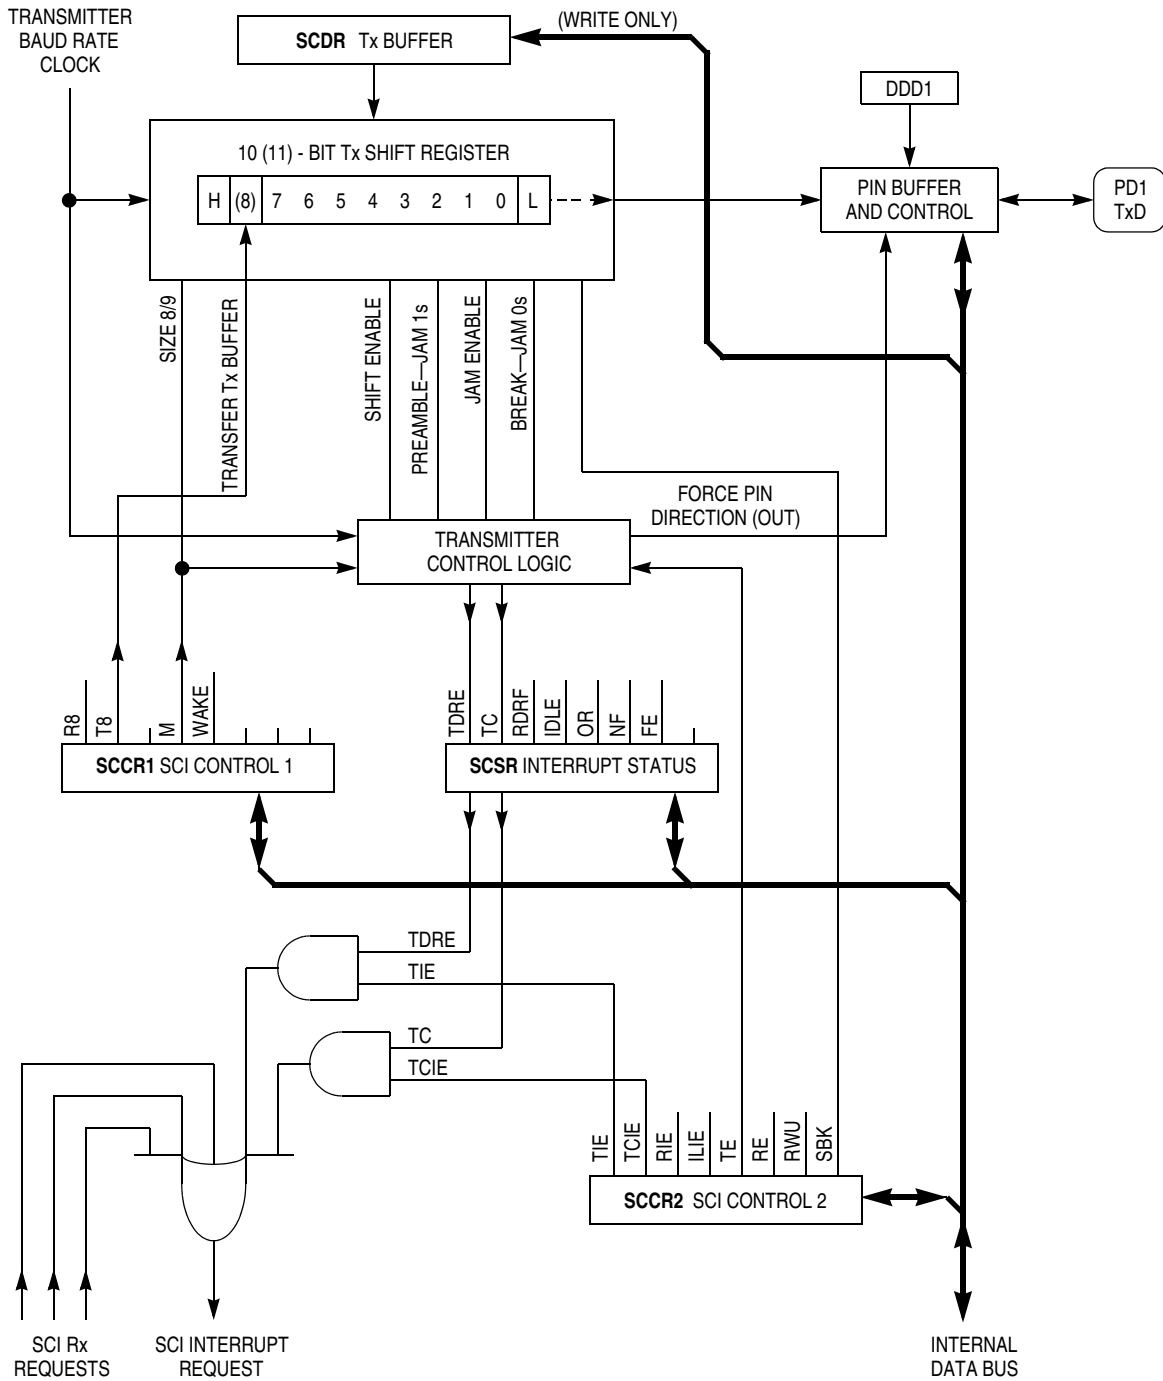 TRANSMITTER
BAUD RATE
CLOCK
SCDR Tx BUFFER
(WRITE ONLY)
DDD1
10 (11) - BIT Tx SHIFT REGISTER
H (8) 7 6 5 4 3 2 1 0 L
PIN BUFFER
AND CONTROL
PD1
TxD
SIZE 8/9
TRANSFER Tx BUFFER
SHIFT ENABLE
PREAMBLE—JAM 1s
JAM ENABLE
BREAK—JAM 0s
FORCE PIN
DIRECTION (OUT)
TRANSMITTER
CONTROL LOGIC
R8
T8
M
WAKE
TDRE
TC
RDRF
IDLE
OR
NF
FE
SCCR1 SCI CONTROL 1
SCSR INTERRUPT STATUS
TDRE
TIE
TC
TCIE
TIE
TCIE
RIE
ILIE
TE
RE
RWU
SBK
SCCR2 SCI CONTROL 2
SCI Rx
REQUESTS
SCI INTERRUPT
REQUEST
INTERNAL
DATA BUS